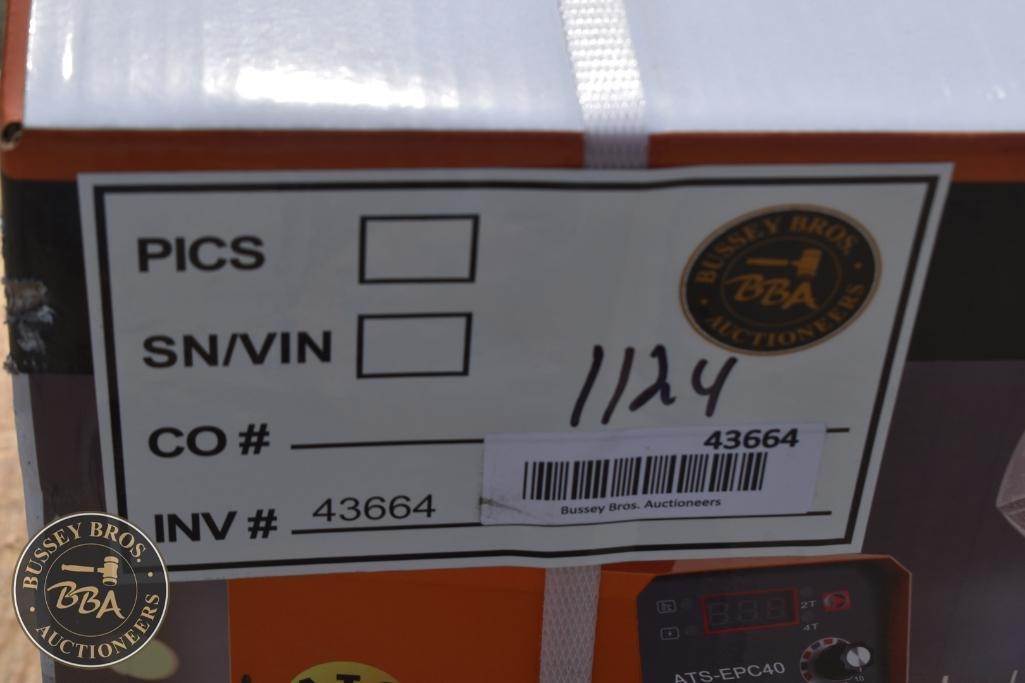 PICS
SN/VIN
BUSSEY BROS.
BBA
AUCTIONEERS
1124
CO #
43664
Bussey Bros. Auctioneers
INV # 43664
BUSSEY BROS.
BBA
AUCTIONEERS
2T
4T
ATS-EPC40
10